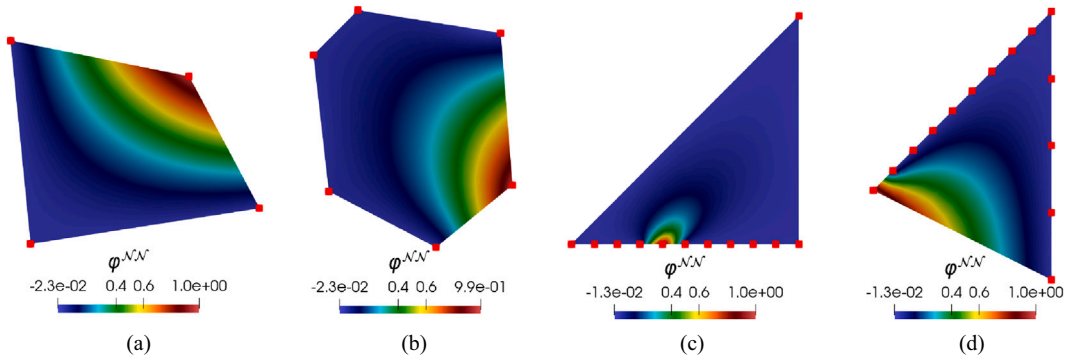 φ^NN
-2.3e-02 0.4 0.6 1.0e+00
(a)
φ^NN
-2.3e-02 0.4 0.6 9.9e-01
(b)
φ^NN
-1.3e-02 0.4 0.6 1.0e+00
(c)
φ^NN
-1.3e-02 0.4 0.6 1.0e+00
(d)